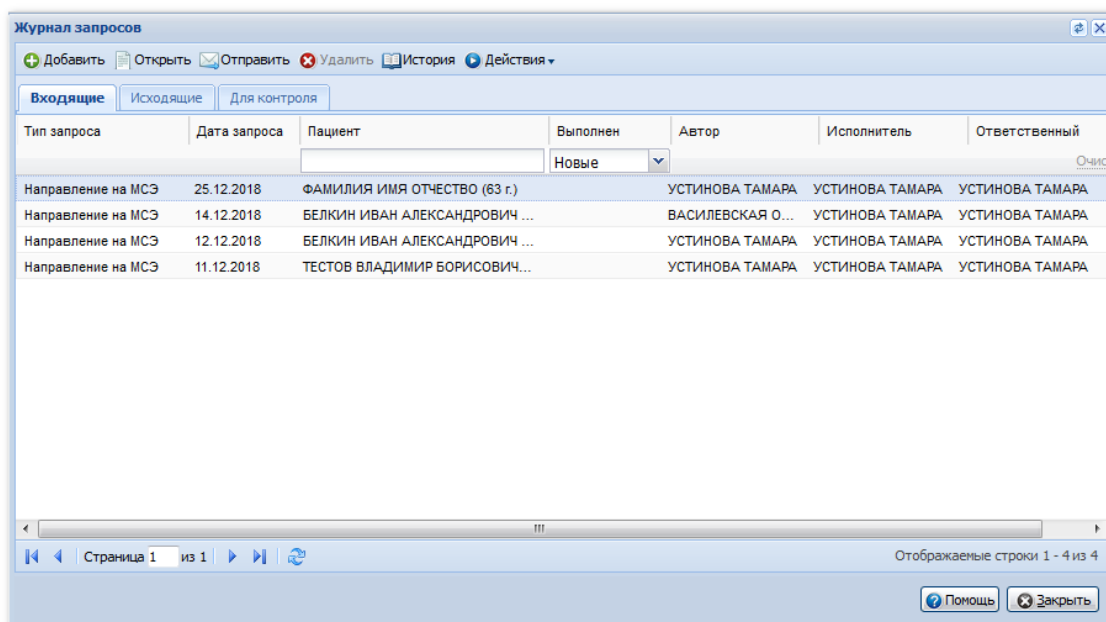 Журнал запросов
Добавить Открыть Отправить Удалить История Действия
Входящие Исходящие Для контроля
Тип запроса Дата запроса Пациент Выполнен Автор Исполнитель Ответственный
Новые Очис
Направление на МСЭ 25.12.2018 ФАМИЛИЯ ИМЯ ОТЧЕСТВО (63 г.) УСТИНОВА ТАМАРА УСТИНОВА ТАМАРА УСТИНОВА ТАМАРА
Направление на МСЭ 14.12.2018 БЕЛКИН ИВАН АЛЕКСАНДРОВИЧ ... ВАСИЛЕВСКАЯ О... УСТИНОВА ТАМАРА УСТИНОВА ТАМАРА
Направление на МСЭ 12.12.2018 БЕЛКИН ИВАН АЛЕКСАНДРОВИЧ ... УСТИНОВА ТАМАРА УСТИНОВА ТАМАРА УСТИНОВА ТАМАРА
Направление на МСЭ 11.12.2018 ТЕСТОВ ВЛАДИМИР БОРИСОВИЧ... УСТИНОВА ТАМАРА УСТИНОВА ТАМАРА УСТИНОВА ТАМАРА
Страница 1 из 1 Отображаемые строки 1 - 4 из 4
Помощь Закрыть